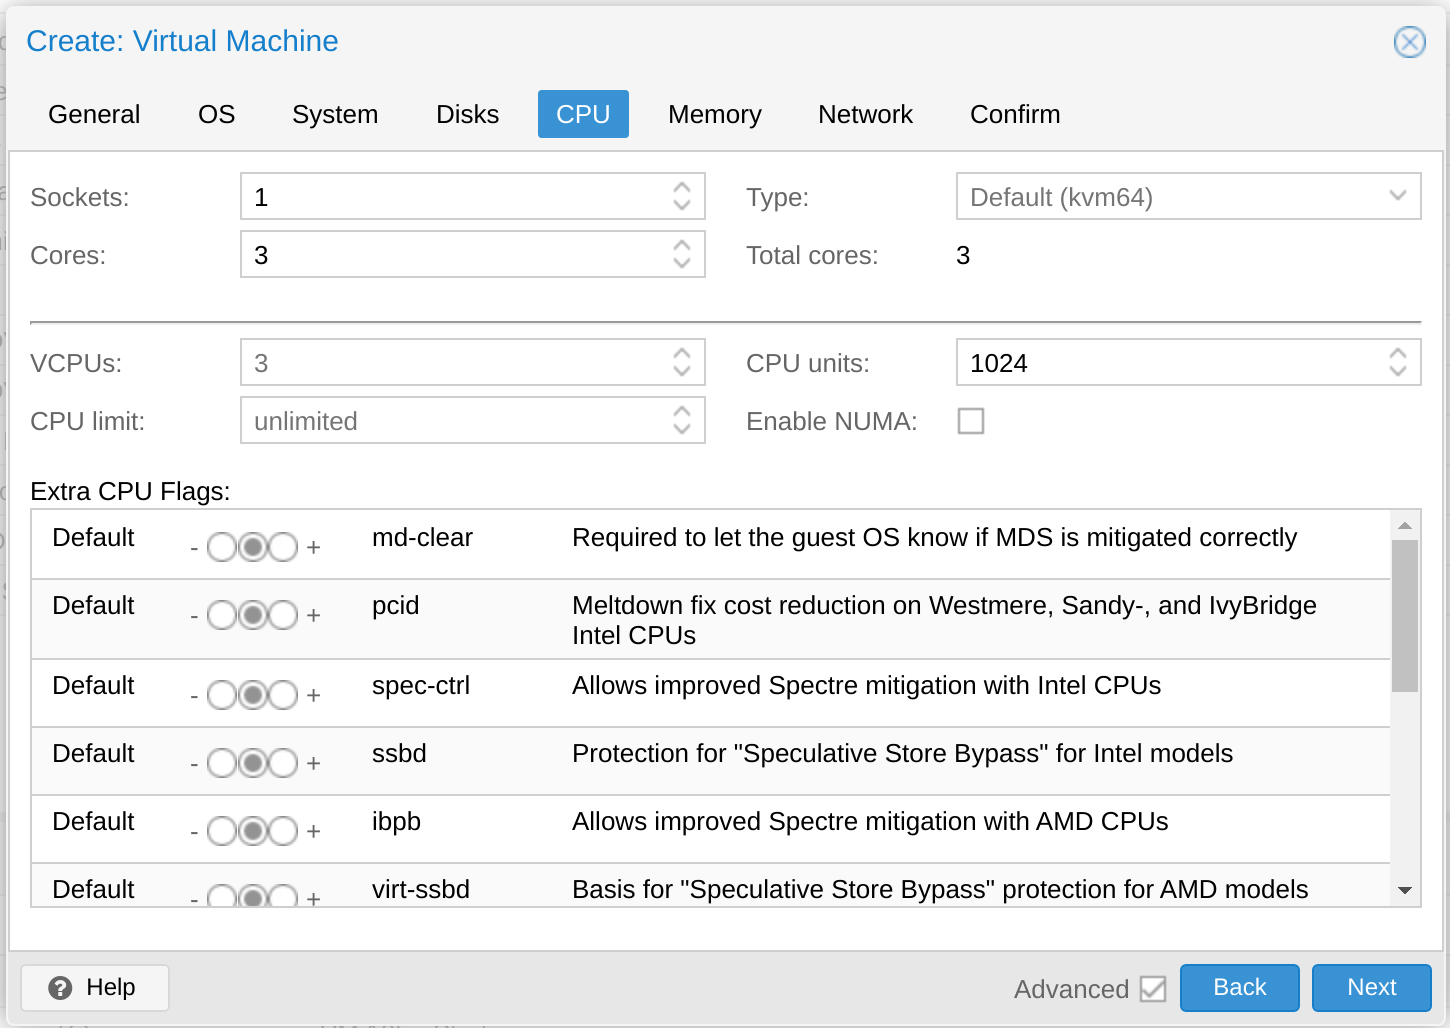 Create: Virtual Machine
General OS System Disks CPU Memory Network Confirm
Sockets: 1 Type: Default (kvm64)
Cores: 3 Total cores: 3
VCPUs: 3 CPU units: 1024
CPU limit: unlimited Enable NUMA:
Extra CPU Flags:
Default - + md-clear Required to let the guest OS know if MDS is mitigated correctly
Default - + pcid Meltdown fix cost reduction on Westmere, Sandy-, and IvyBridge
Intel CPUs
Default - + spec-ctrl Allows improved Spectre mitigation with Intel CPUs
Default - + ssbd Protection for "Speculative Store Bypass" for Intel models
Default - + ibpb Allows improved Spectre mitigation with AMD CPUs
Default - + virt-ssbd Basis for "Speculative Store Bypass" protection for AMD models
? Help Advanced Back Next